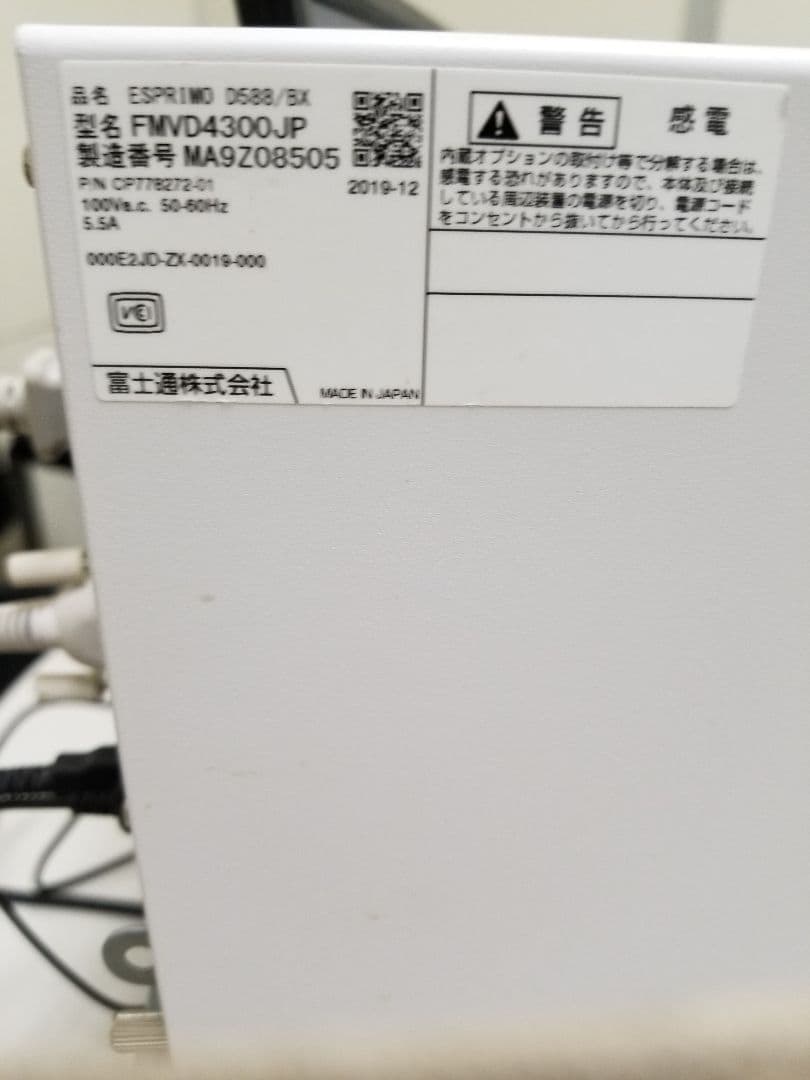 品名 ESPRIMO D588/BX
型名 FMVD4300JP
製造番号 MA9Z08505
P/N CP778272-01
2019-12
100Va.c. 50-60Hz
5.5A
000E2JD-ZX-0019-000
VCI
富士通株式会社
MADE IN JAPAN
警告 感電
内蔵オプションの取付け等で分解する場合は、
感電する恐れがありますので、本体及び接続
している周辺装置の電源を切り、電源コード
をコンセントから抜いてから行ってください。